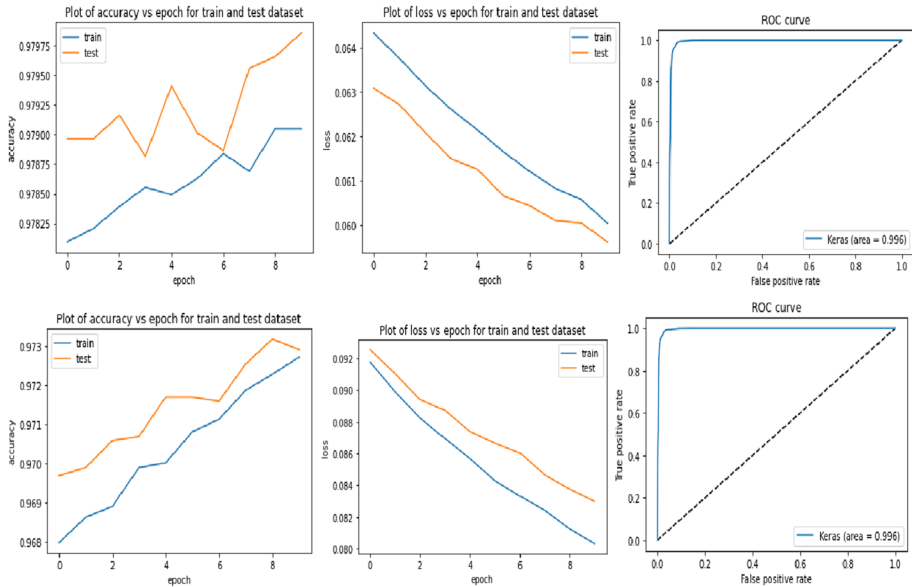 Plot of accuracy vs epoch for train and test dataset
train
test
0.97975
0.97950
0.97925
0.97900
0.97875
0.97850
0.97825
accuracy
0 2 4 6 8
epoch
Plot of loss vs epoch for train and test dataset
train
test
0.064
0.063
0.062
0.061
0.060
loss
0 2 4 6 8
epoch
ROC curve
1.0
0.8
0.6
0.4
0.2
0.0
True positive rate
Keras (area = 0.996)
0.0 0.2 0.4 0.6 0.8 1.0
False positive rate
Plot of accuracy vs epoch for train and test dataset
train
test
0.973
0.972
0.971
0.970
0.969
0.968
accuracy
0 2 4 6 8
epoch
Plot of loss vs epoch for train and test dataset
train
test
0.092
0.090
0.088
0.086
0.084
0.082
0.080
loss
0 2 4 6 8
epoch
ROC curve
1.0
0.8
0.6
0.4
0.2
0.0
True positive rate
Keras (area = 0.996)
0.0 0.2 0.4 0.6 0.8 1.0
False positive rate